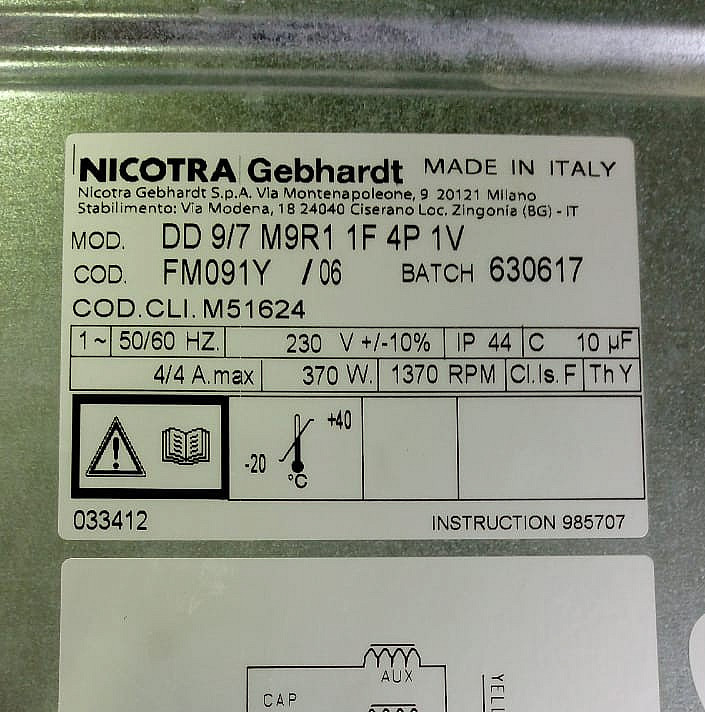 NICOTRA Gebhardt MADE IN ITALY
Nicotra Gebhardt S.p.A. Via Montenapoleone, 9 20121 Milano
Stabilimento: Via Modena, 18 24040 Ciserano Loc. Zingonia (BG) - IT
MOD. DD 9/7 M9R1 1F 4P 1V
COD. FM091Y / 06 BATCH 630617
COD.CLI. M51624
1~ 50/60 HZ. 230 V +/-10% IP 44 C 10 µF
4/4 A.max 370 W. 1370 RPM Cl.Is. F Th Y
+40
-20
°C
033412 INSTRUCTION 985707
AUX
CAP